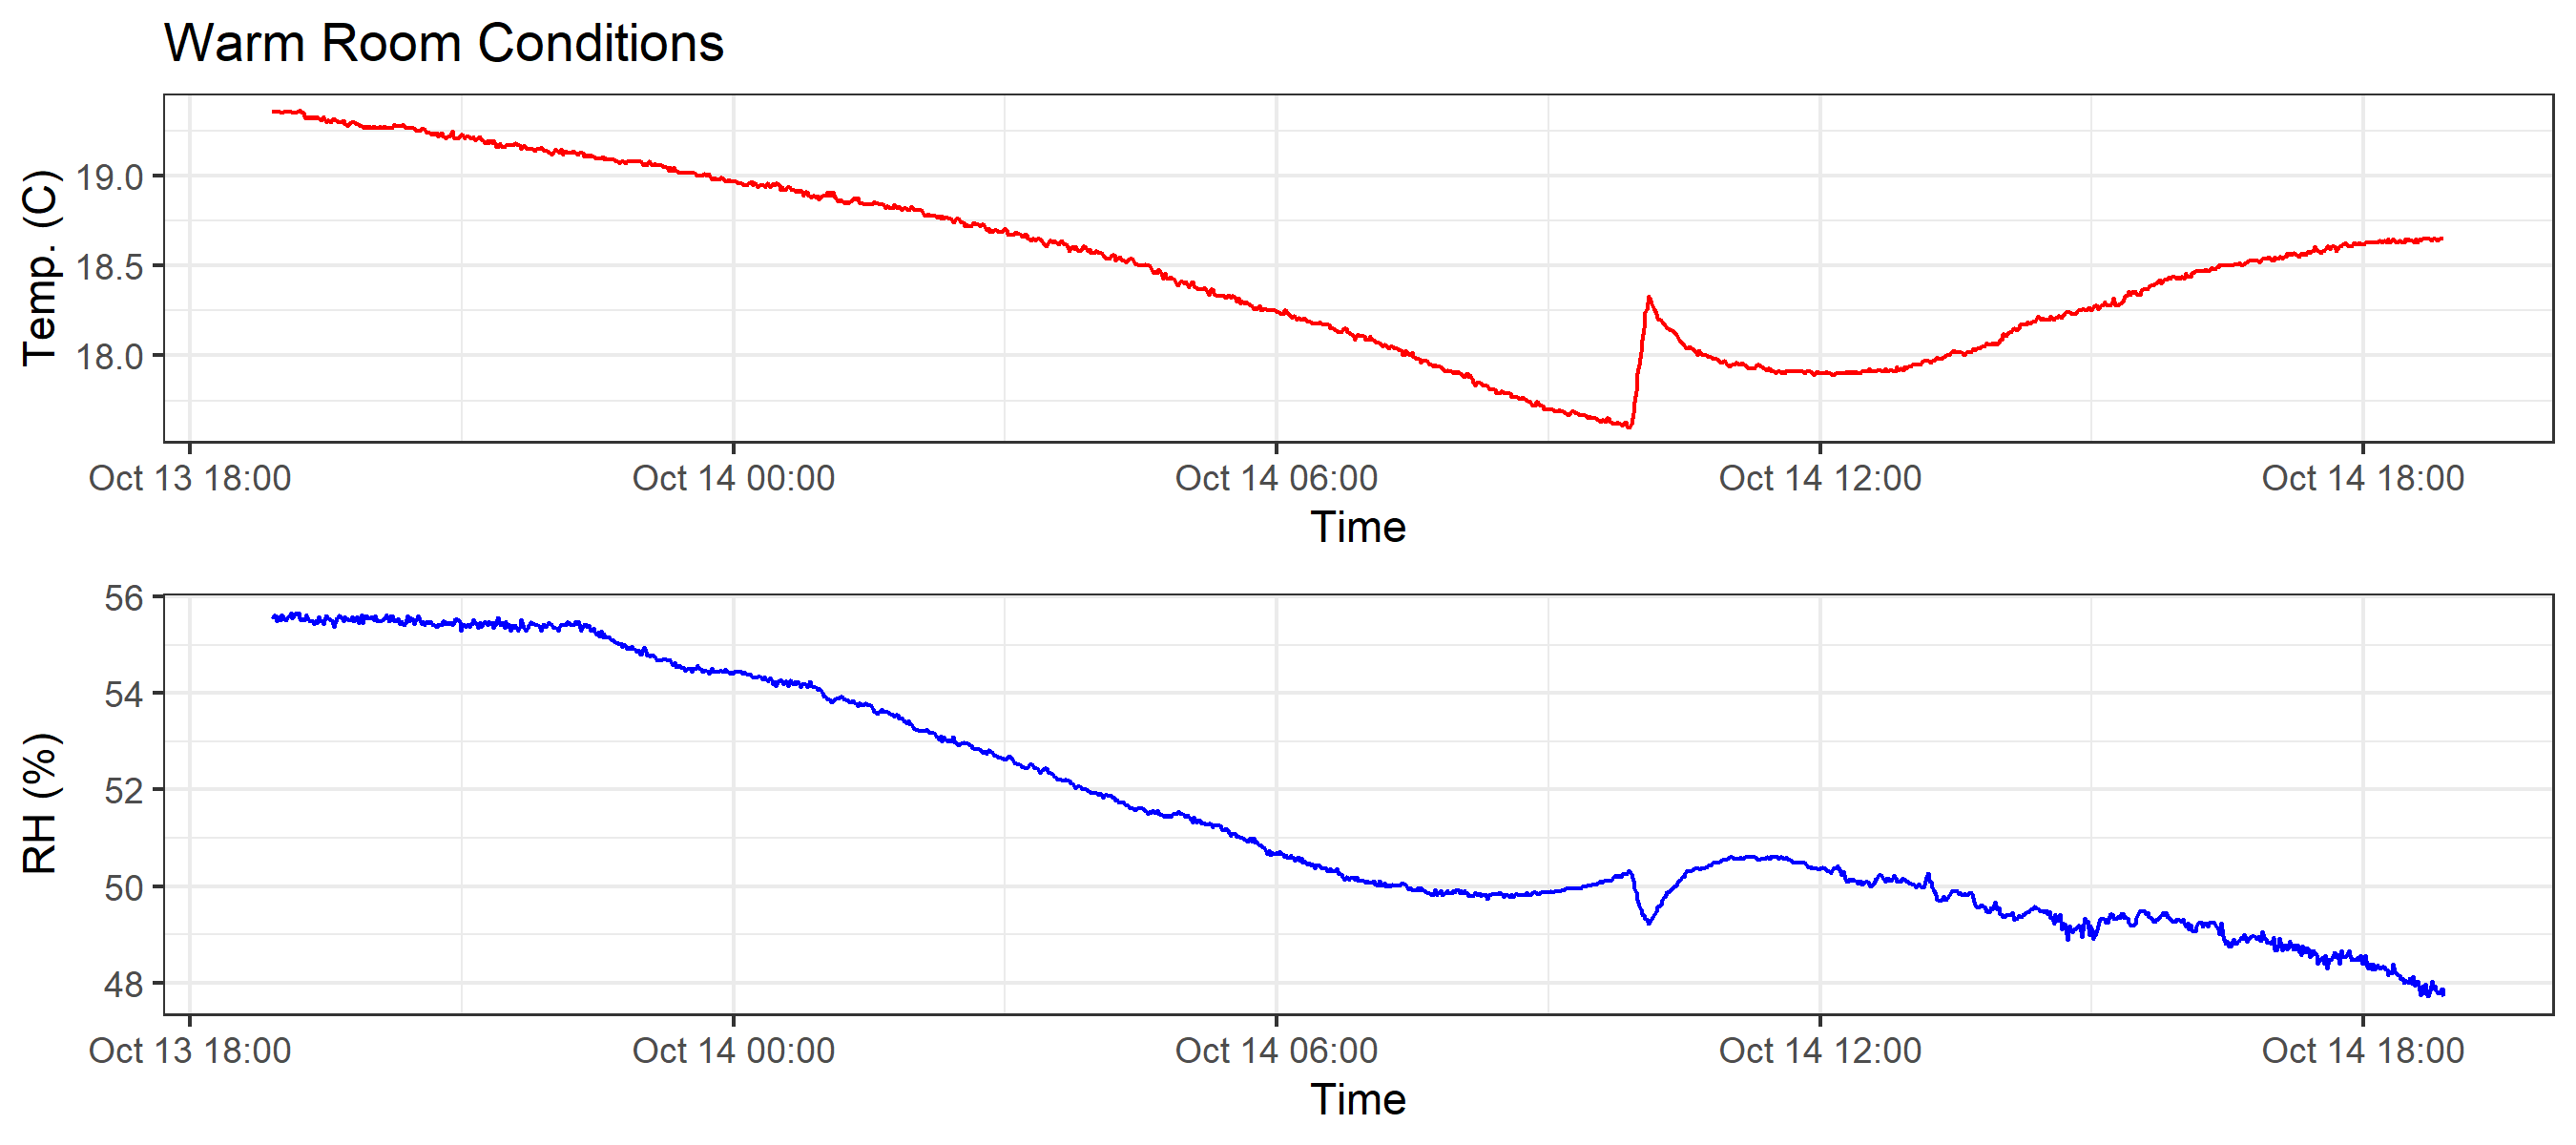 Warm Room Conditions
Temp. (C)
19.0
18.5
18.0
Oct 13 18:00 Oct 14 00:00 Oct 14 06:00 Oct 14 12:00 Oct 14 18:00
Time
RH (%)
56
54
52
50
48
Oct 13 18:00 Oct 14 00:00 Oct 14 06:00 Oct 14 12:00 Oct 14 18:00
Time